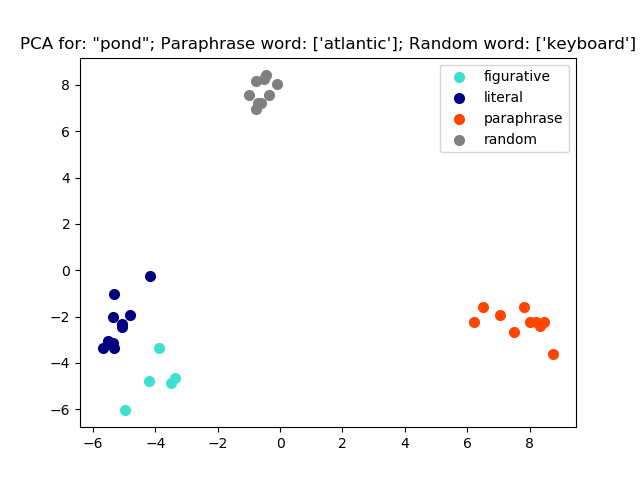 PCA for: "pond"; Paraphrase word: ['atlantic']; Random word: ['keyboard']
figurative
literal
paraphrase
random
8
6
4
2
0
−2
−4
−6
−6 −4 −2 0 2 4 6 8